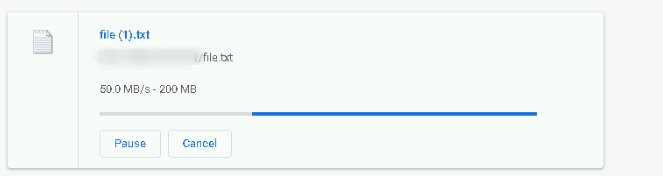 file (1).txt
/file.txt
50.0 MB/s - 200 MB
Pause
Cancel